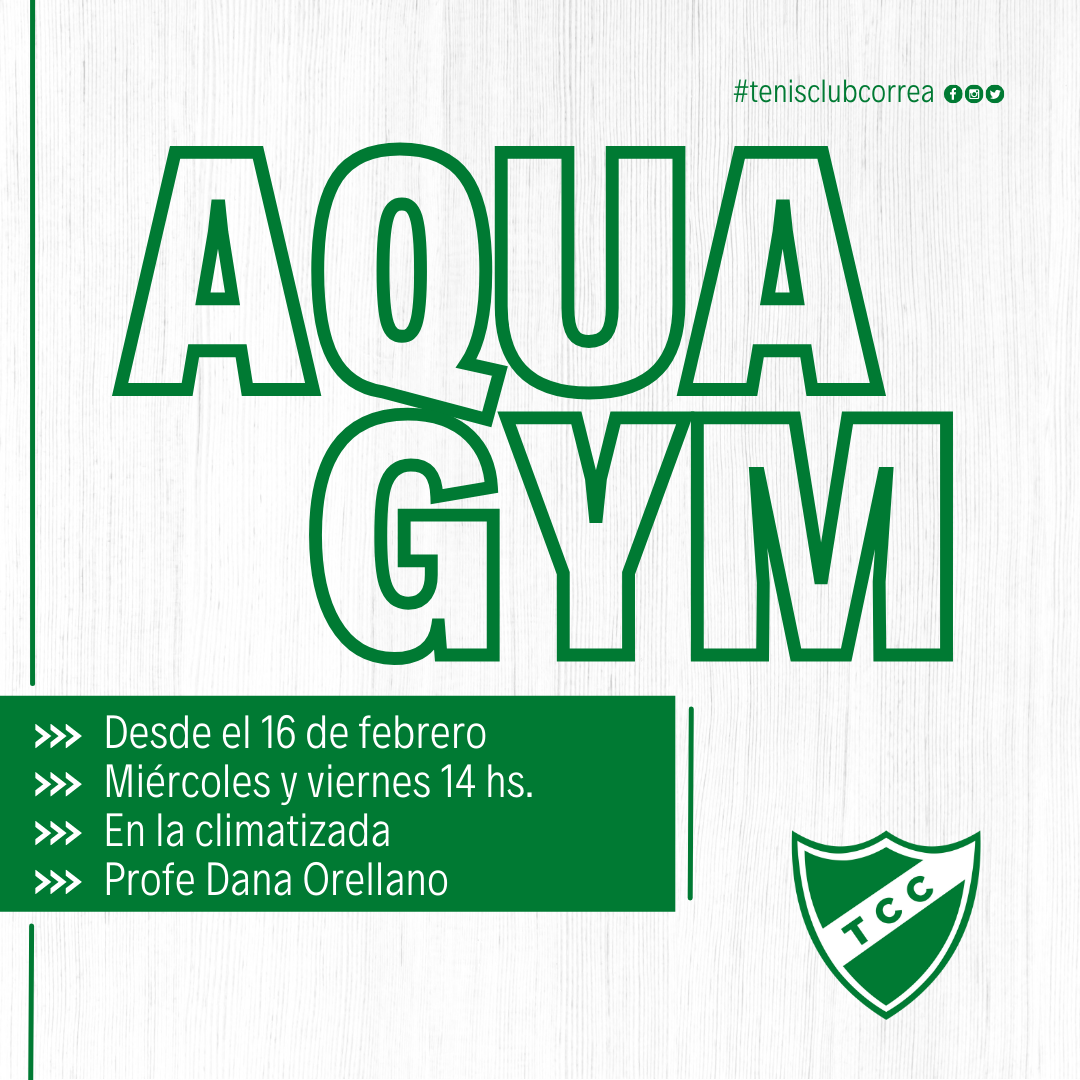 #tenisclubcorrea
AQUA
GYM
>>> Desde el 16 de febrero
>>> Miércoles y viernes 14 hs.
>>> En la climatizada
>>> Profe Dana Orellano
TCC